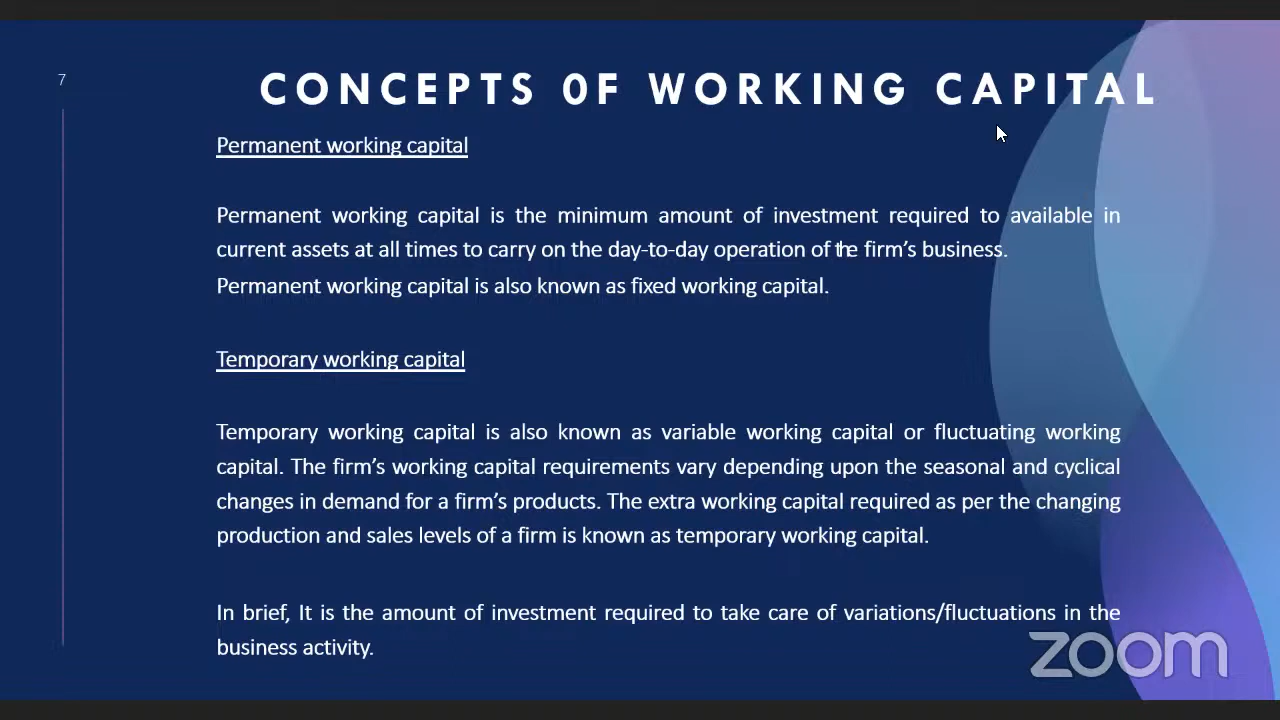 7
CONCEPTS 0F WORKING CAPITAL
Permanent working capital
Permanent working capital is the minimum amount of investment required to available in
current assets at all times to carry on the day-to-day operation of the firm's business.
Permanent working capital is also known as fixed working capital.
Temporary working capital
Temporary working capital is also known as variable working capital or fluctuating working
capital. The firm's working capital requirements vary depending upon the seasonal and cyclical
changes in demand for a firm's products. The extra working capital required as per the changing
production and sales levels of a firm is known as temporary working capital.
In brief, It is the amount of investment required to take care of variations/fluctuations in the
business activity.
zoom